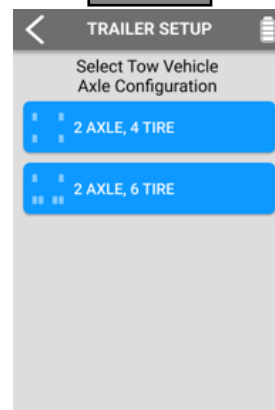 TRAILER SETUP
Select Tow Vehicle
Axle Configuration
2 AXLE, 4 TIRE
2 AXLE, 6 TIRE